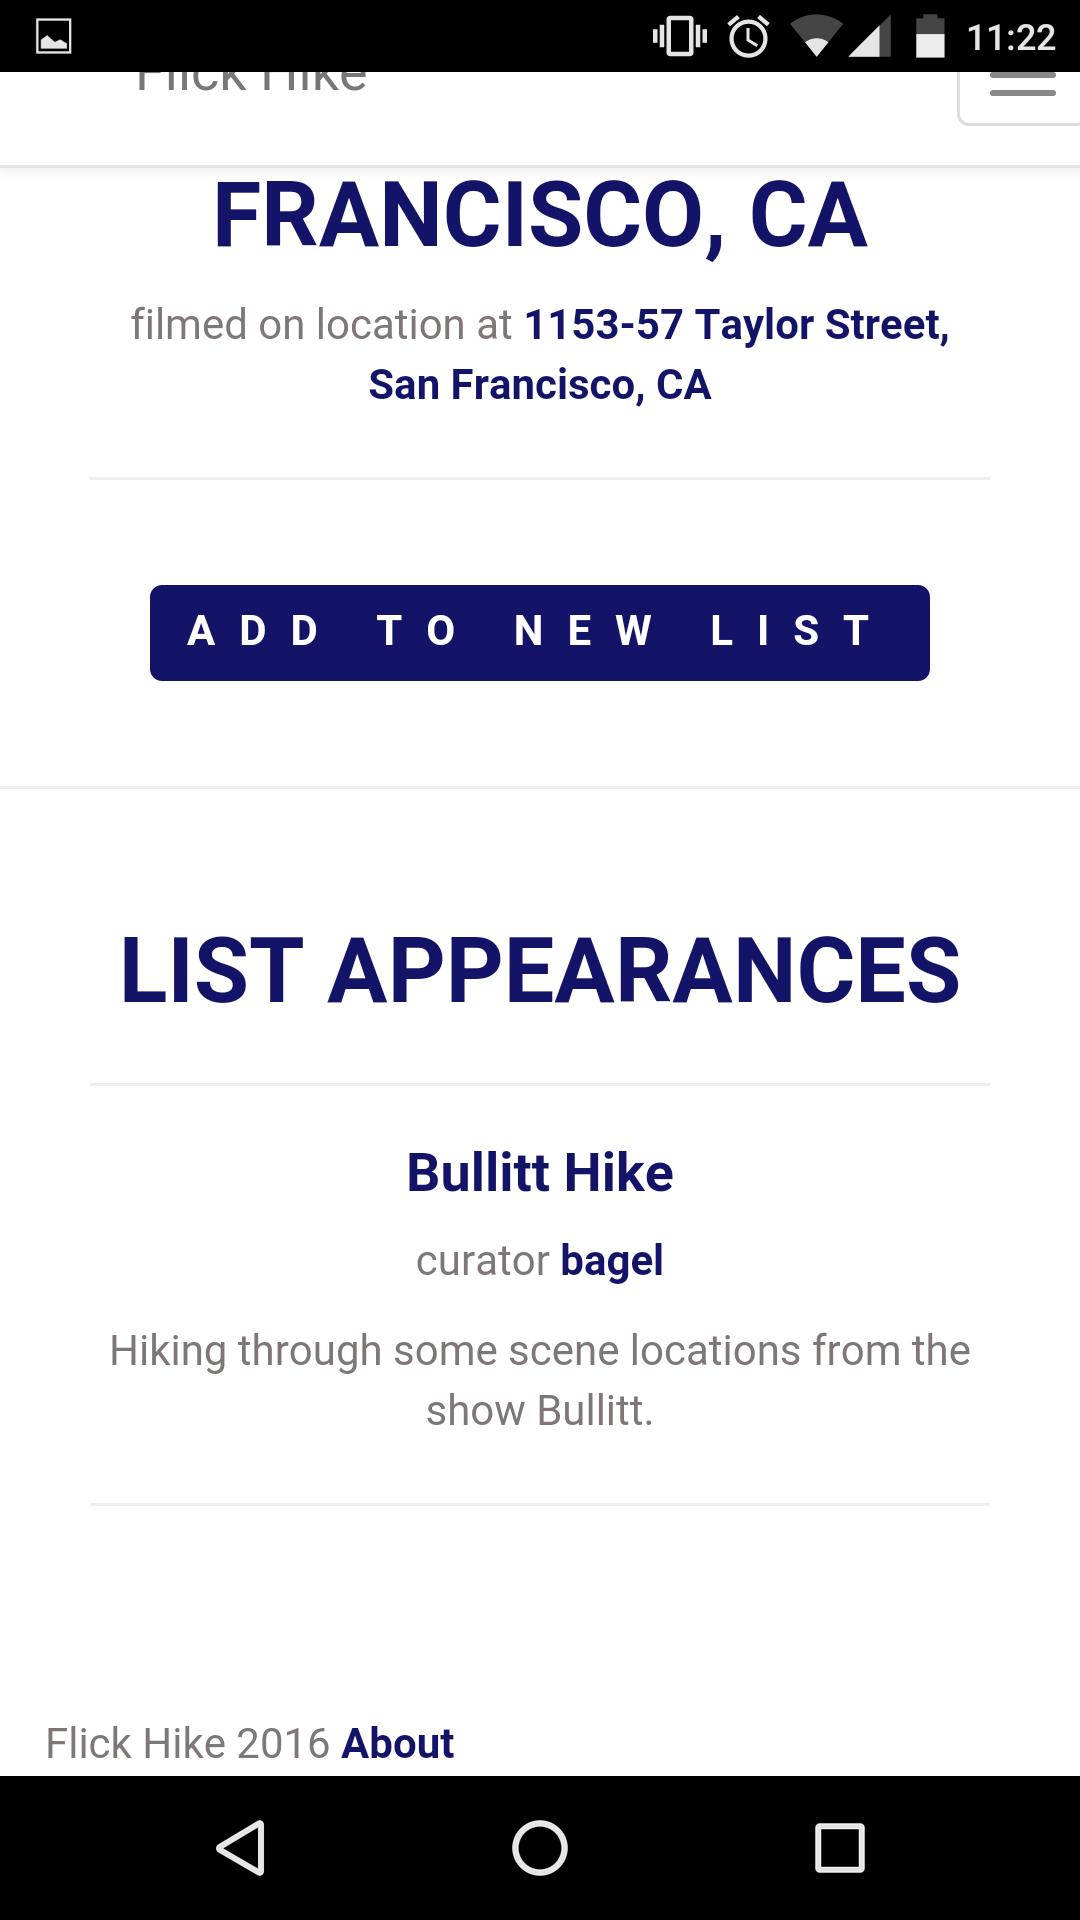 11:22
Flick Hike
FRANCISCO, CA
filmed on location at 1153-57 Taylor Street,
San Francisco, CA
ADD TO NEW LIST
LIST APPEARANCES
Bullitt Hike
curator bagel
Hiking through some scene locations from the
show Bullitt.
Flick Hike 2016 About